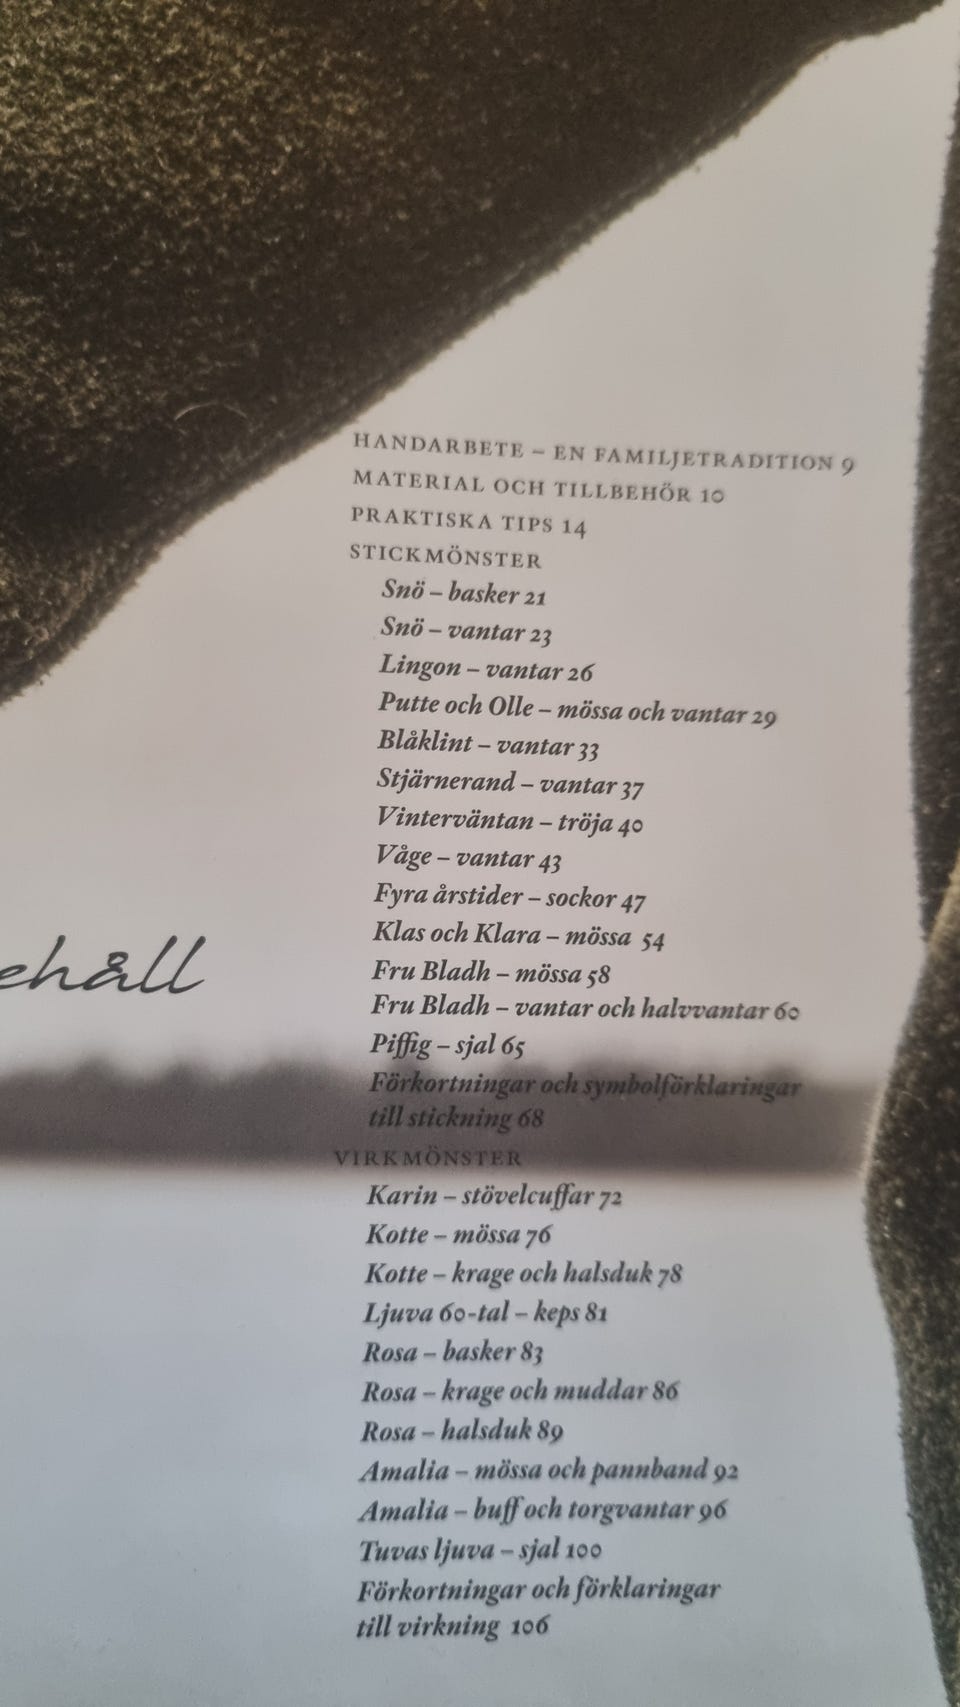 HANDARBETE – EN FAMILJETRADITION 9
MATERIAL OCH TILLBEHÖR 10
PRAKTISKA TIPS 14
STICKMÖNSTER
Snö – basker 21
Snö – vantar 23
Lingon – vantar 26
Putte och Olle – mössa och vantar 29
Blåklint – vantar 33
Stjärnerand – vantar 37
Vinterväntan – tröja 40
Våge – vantar 43
Fyra årstider – sockor 47
Klas och Klara – mössa 54
Fru Bladh – mössa 58
Fru Bladh – vantar och halvvantar 60
Piffig – sjal 65
Förkortningar och symbolförklaringar
till stickning 68
VIRKMÖNSTER
Karin – stövelcuffar 72
Kotte – mössa 76
Kotte – krage och halsduk 78
Ljuva 60-tal – keps 81
Rosa – basker 83
Rosa – krage och muddar 86
Rosa – halsduk 89
Amalia – mössa och pannband 92
Amalia – buff och torgvantar 96
Tuvas ljuva – sjal 100
Förkortningar och förklaringar
till virkning 106
ehåll